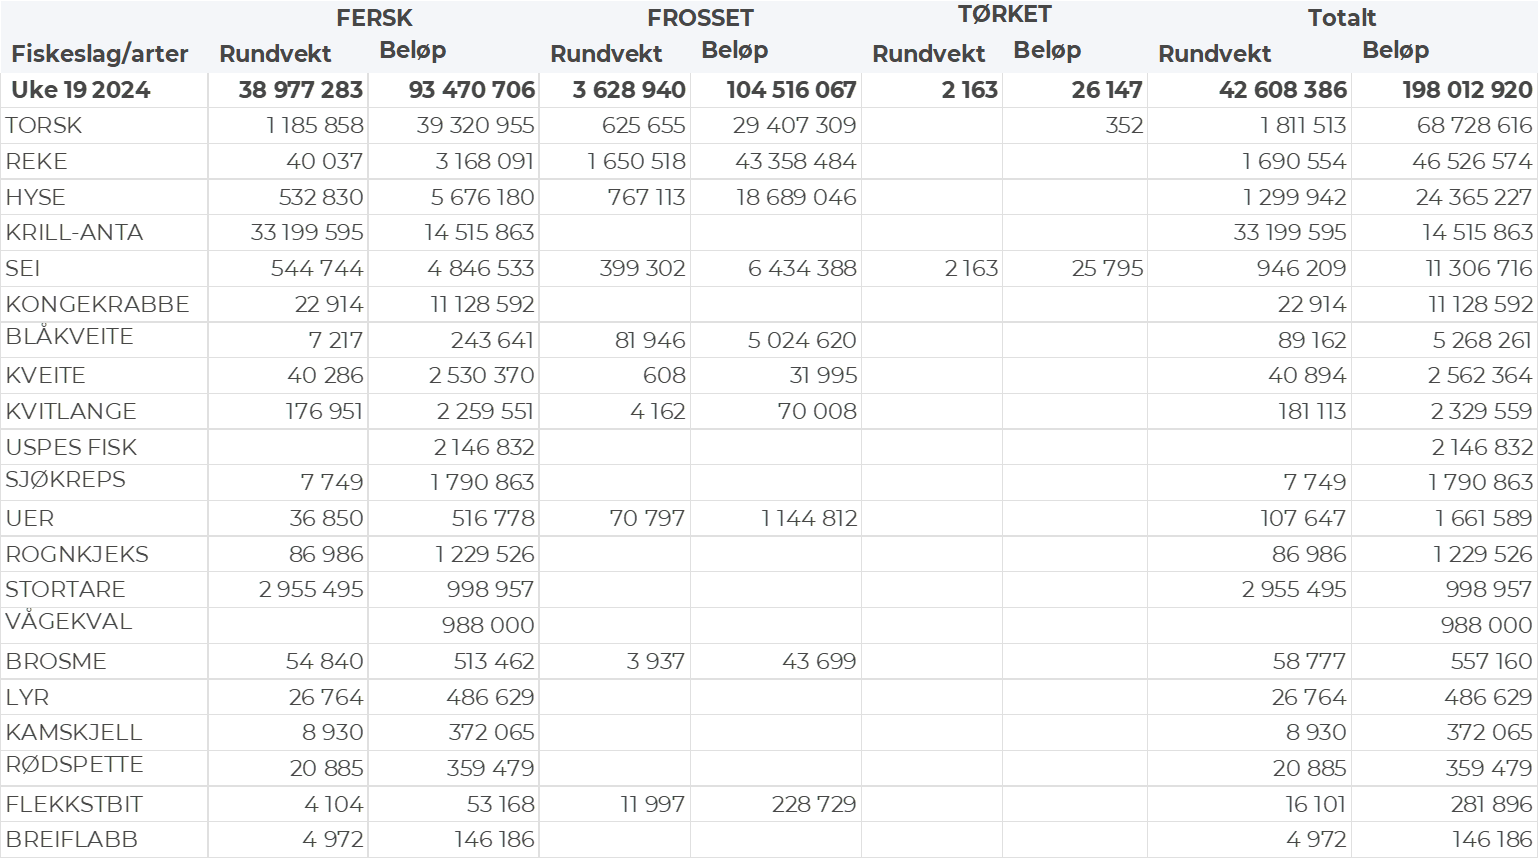 FERSK FROSSET TØRKET Totalt
Fiskeslag/arter Rundvekt Beløp Rundvekt Beløp Rundvekt Beløp Rundvekt Beløp
Uke 19 2024 38 977 283 93 470 706 3 628 940 104 516 067 2 163 26 147 42 608 386 198 012 920
TORSK 1 185 858 39 320 955 625 655 29 407 309 352 1 811 513 68 728 616
REKE 40 037 3 168 091 1 650 518 43 358 484 1 690 554 46 526 574
HYSE 532 830 5 676 180 767 113 18 689 046 1 299 942 24 365 227
KRILL-ANTA 33 199 595 14 515 863 33 199 595 14 515 863
SEI 544 744 4 846 533 399 302 6 434 388 2 163 25 795 946 209 11 306 716
KONGEKRABBE 22 914 11 128 592 22 914 11 128 592
BLÅKVEITE 7 217 243 641 81 946 5 024 620 89 162 5 268 261
KVEITE 40 286 2 530 370 608 31 995 40 894 2 562 364
KVITLANGE 176 951 2 259 551 4 162 70 008 181 113 2 329 559
USPES FISK 2 146 832 2 146 832
SJØKREPS 7 749 1 790 863 7 749 1 790 863
UER 36 850 516 778 70 797 1 144 812 107 647 1 661 589
ROGNKJEKS 86 986 1 229 526 86 986 1 229 526
STORTARE 2 955 495 998 957 2 955 495 998 957
VÅGEKVAL 988 000 988 000
BROSME 54 840 513 462 3 937 43 699 58 777 557 160
LYR 26 764 486 629 26 764 486 629
KAMSKJELL 8 930 372 065 8 930 372 065
RØDSPETTE 20 885 359 479 20 885 359 479
FLEKKSTBIT 4 104 53 168 11 997 228 729 16 101 281 896
BREIFLABB 4 972 146 186 4 972 146 186